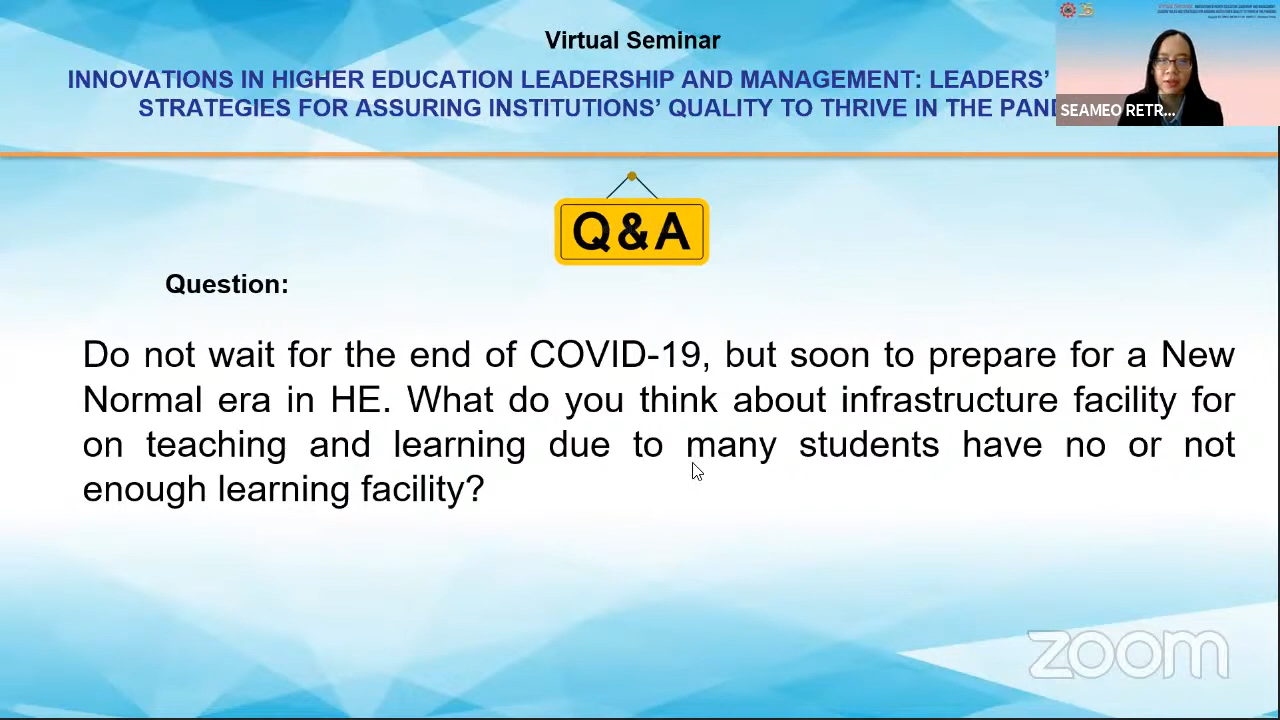 Virtual Seminar
INNOVATIONS IN HIGHER EDUCATION LEADERSHIP AND MANAGEMENT: LEADERS’
STRATEGIES FOR ASSURING INSTITUTIONS’ QUALITY TO THRIVE IN THE
SEAMEO RETR...
Q&A
Question:
Do not wait for the end of COVID-19, but soon to prepare for a New
Normal era in HE. What do you think about infrastructure facility for
on teaching and learning due to many students have no or not
enough learning facility?
zoom